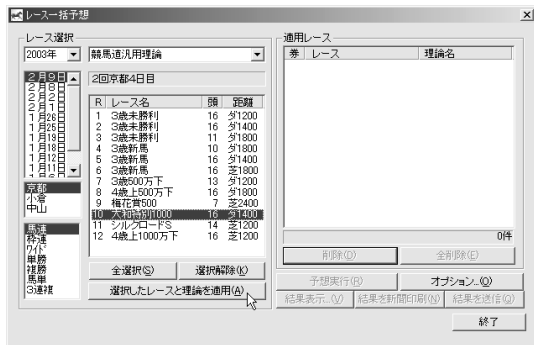 レース一括予想
レース選択
2003年
競馬道汎用理論
2月9日
2月8日
2月2日
2月1日
1月26日
1月25日
1月19日
1月18日
1月12日
1月11日
2回京都4日目
R レース名 頭 距離
1 3歳未勝利 16 ダ1200
2 3歳未勝利 16 ダ1400
3 3歳未勝利 11 ダ1800
4 3歳新馬 10 ダ1800
5 3歳新馬 16 ダ1400
6 3歳新馬 16 芝1800
7 3歳500万下 13 ダ1200
8 4歳上500万下 16 ダ1800
9 梅花賞500 7 芝2400
10 大和特別1000 16 ダ1400
11 シルクロードS 14 芝1200
12 4歳上1000万下 16 芝1200
京都
小倉
中山
馬連
枠連
ワイド
単勝
複勝
馬単
3連複
全選択(S)
選択解除(K)
選択したレースと理論を適用(A)
適用レース
券 レース 理論名
0件
削除(D)
全削除(E)
予想実行(R)
オプション...(O)
結果表示...(V)
結果を新聞印刷(N)
結果を送信(Q)
終了